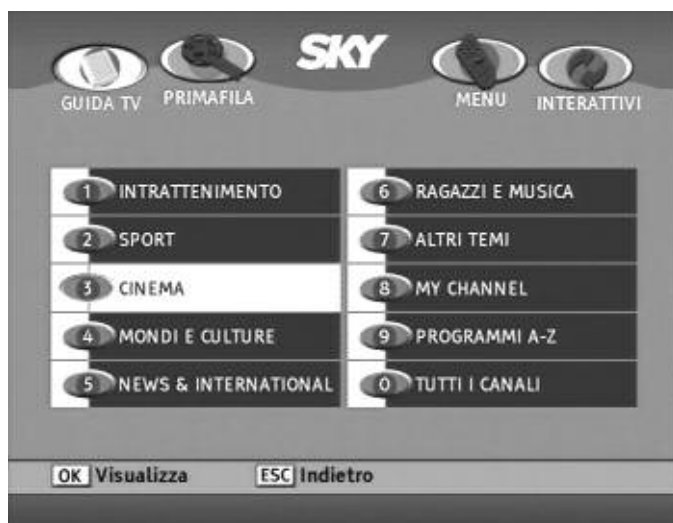 SKY
GUIDA TV
PRIMAFILA
MENU
INTERATTIVI
1 INTRATTENIMENTO
2 SPORT
3 CINEMA
4 MONDI E CULTURE
5 NEWS & INTERNATIONAL
6 RAGAZZI E MUSICA
7 ALTRI TEMI
8 MY CHANNEL
9 PROGRAMMI A-Z
0 TUTTI I CANALI
OK Visualizza
ESC Indietro